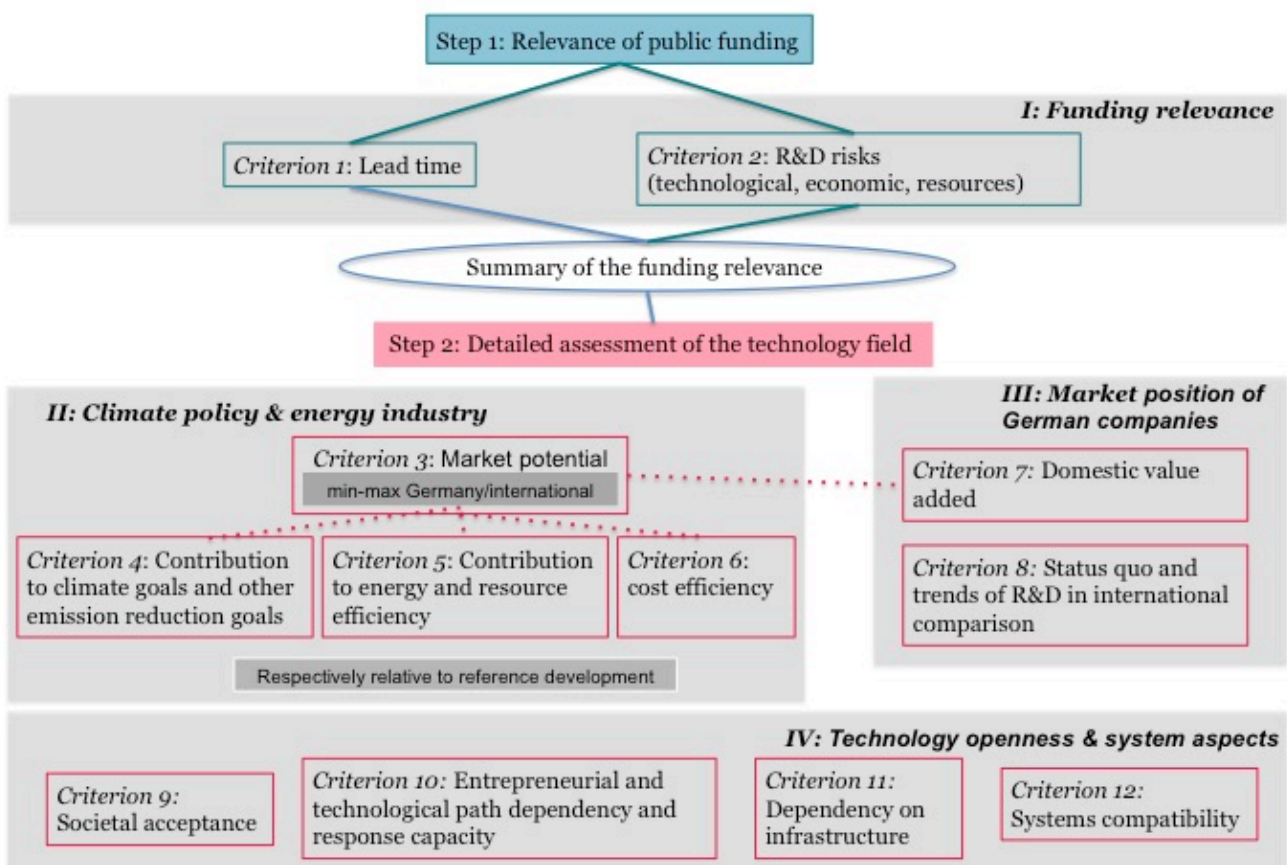 Step 1: Relevance of public funding
I: Funding relevance
Criterion 1: Lead time
Criterion 2: R&D risks
(technological, economic, resources)
Summary of the funding relevance
Step 2: Detailed assessment of the technology field
II: Climate policy & energy industry
Criterion 3: Market potential
min-max Germany/international
Criterion 4: Contribution
to climate goals and other
emission reduction goals
Criterion 5: Contribution
to energy and resource
efficiency
Criterion 6:
cost efficiency
Respectively relative to reference development
III: Market position of
German companies
Criterion 7: Domestic value
added
Criterion 8: Status quo and
trends of R&D in international
comparison
IV: Technology openness & system aspects
Criterion 9:
Societal acceptance
Criterion 10: Entrepreneurial and
technological path dependency and
response capacity
Criterion 11:
Dependency on
infrastructure
Criterion 12:
Systems compatibility